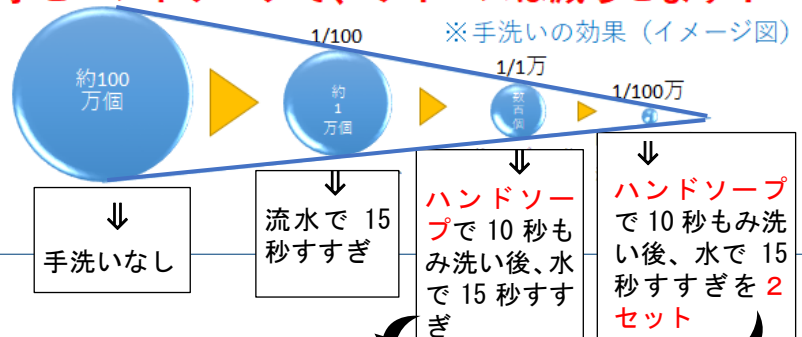 ※手洗いの効果（イメージ図）
約100
万個
1/100
約
1
万個
1/1万
数
百
個
1/100万
⇓
手洗いなし
⇓
流水で 15
秒すすぎ
⇓
ハンドソー
プで 10 秒も
み洗い後、水
で 15 秒すす
ぎ
⇓
ハンドソープ
で 10 秒もみ洗
い後、水で 15
秒すすぎを 2
セット